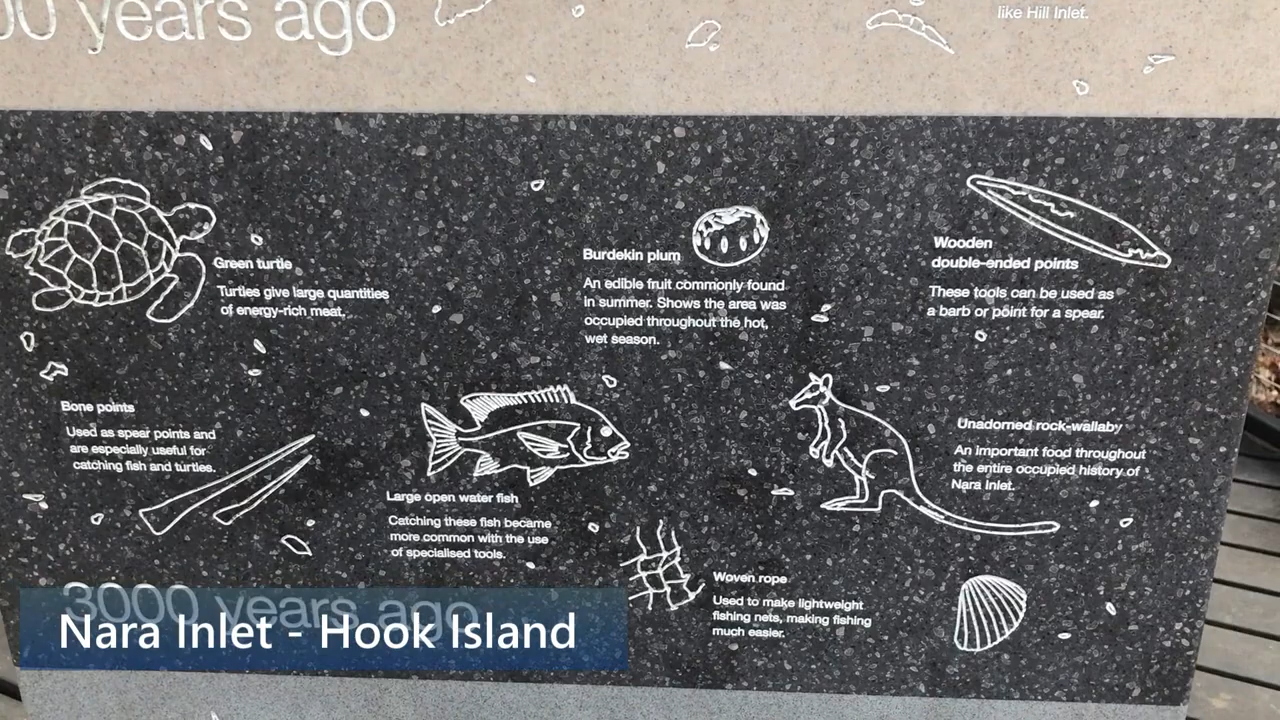 00 years ago
like Hill Inlet.
Green turtle
Turtles give large quantities
of energy-rich meat.
Burdekin plum
An edible fruit commonly found
in summer. Shows the area was
occupied throughout the hot,
wet season.
Wooden
double-ended points
These tools can be used as
a barb or point for a spear.
Bone points
Used as spear points and
are especially useful for
catching fish and turtles.
Large open water fish
Catching these fish became
more common with the use
of specialised tools.
Unadorned rock-wallaby
An important food throughout
the entire occupied history of
Nara Inlet.
Woven rope
Used to make lightweight
fishing nets, making fishing
much easier.
3000 years ago
Nara Inlet - Hook Island